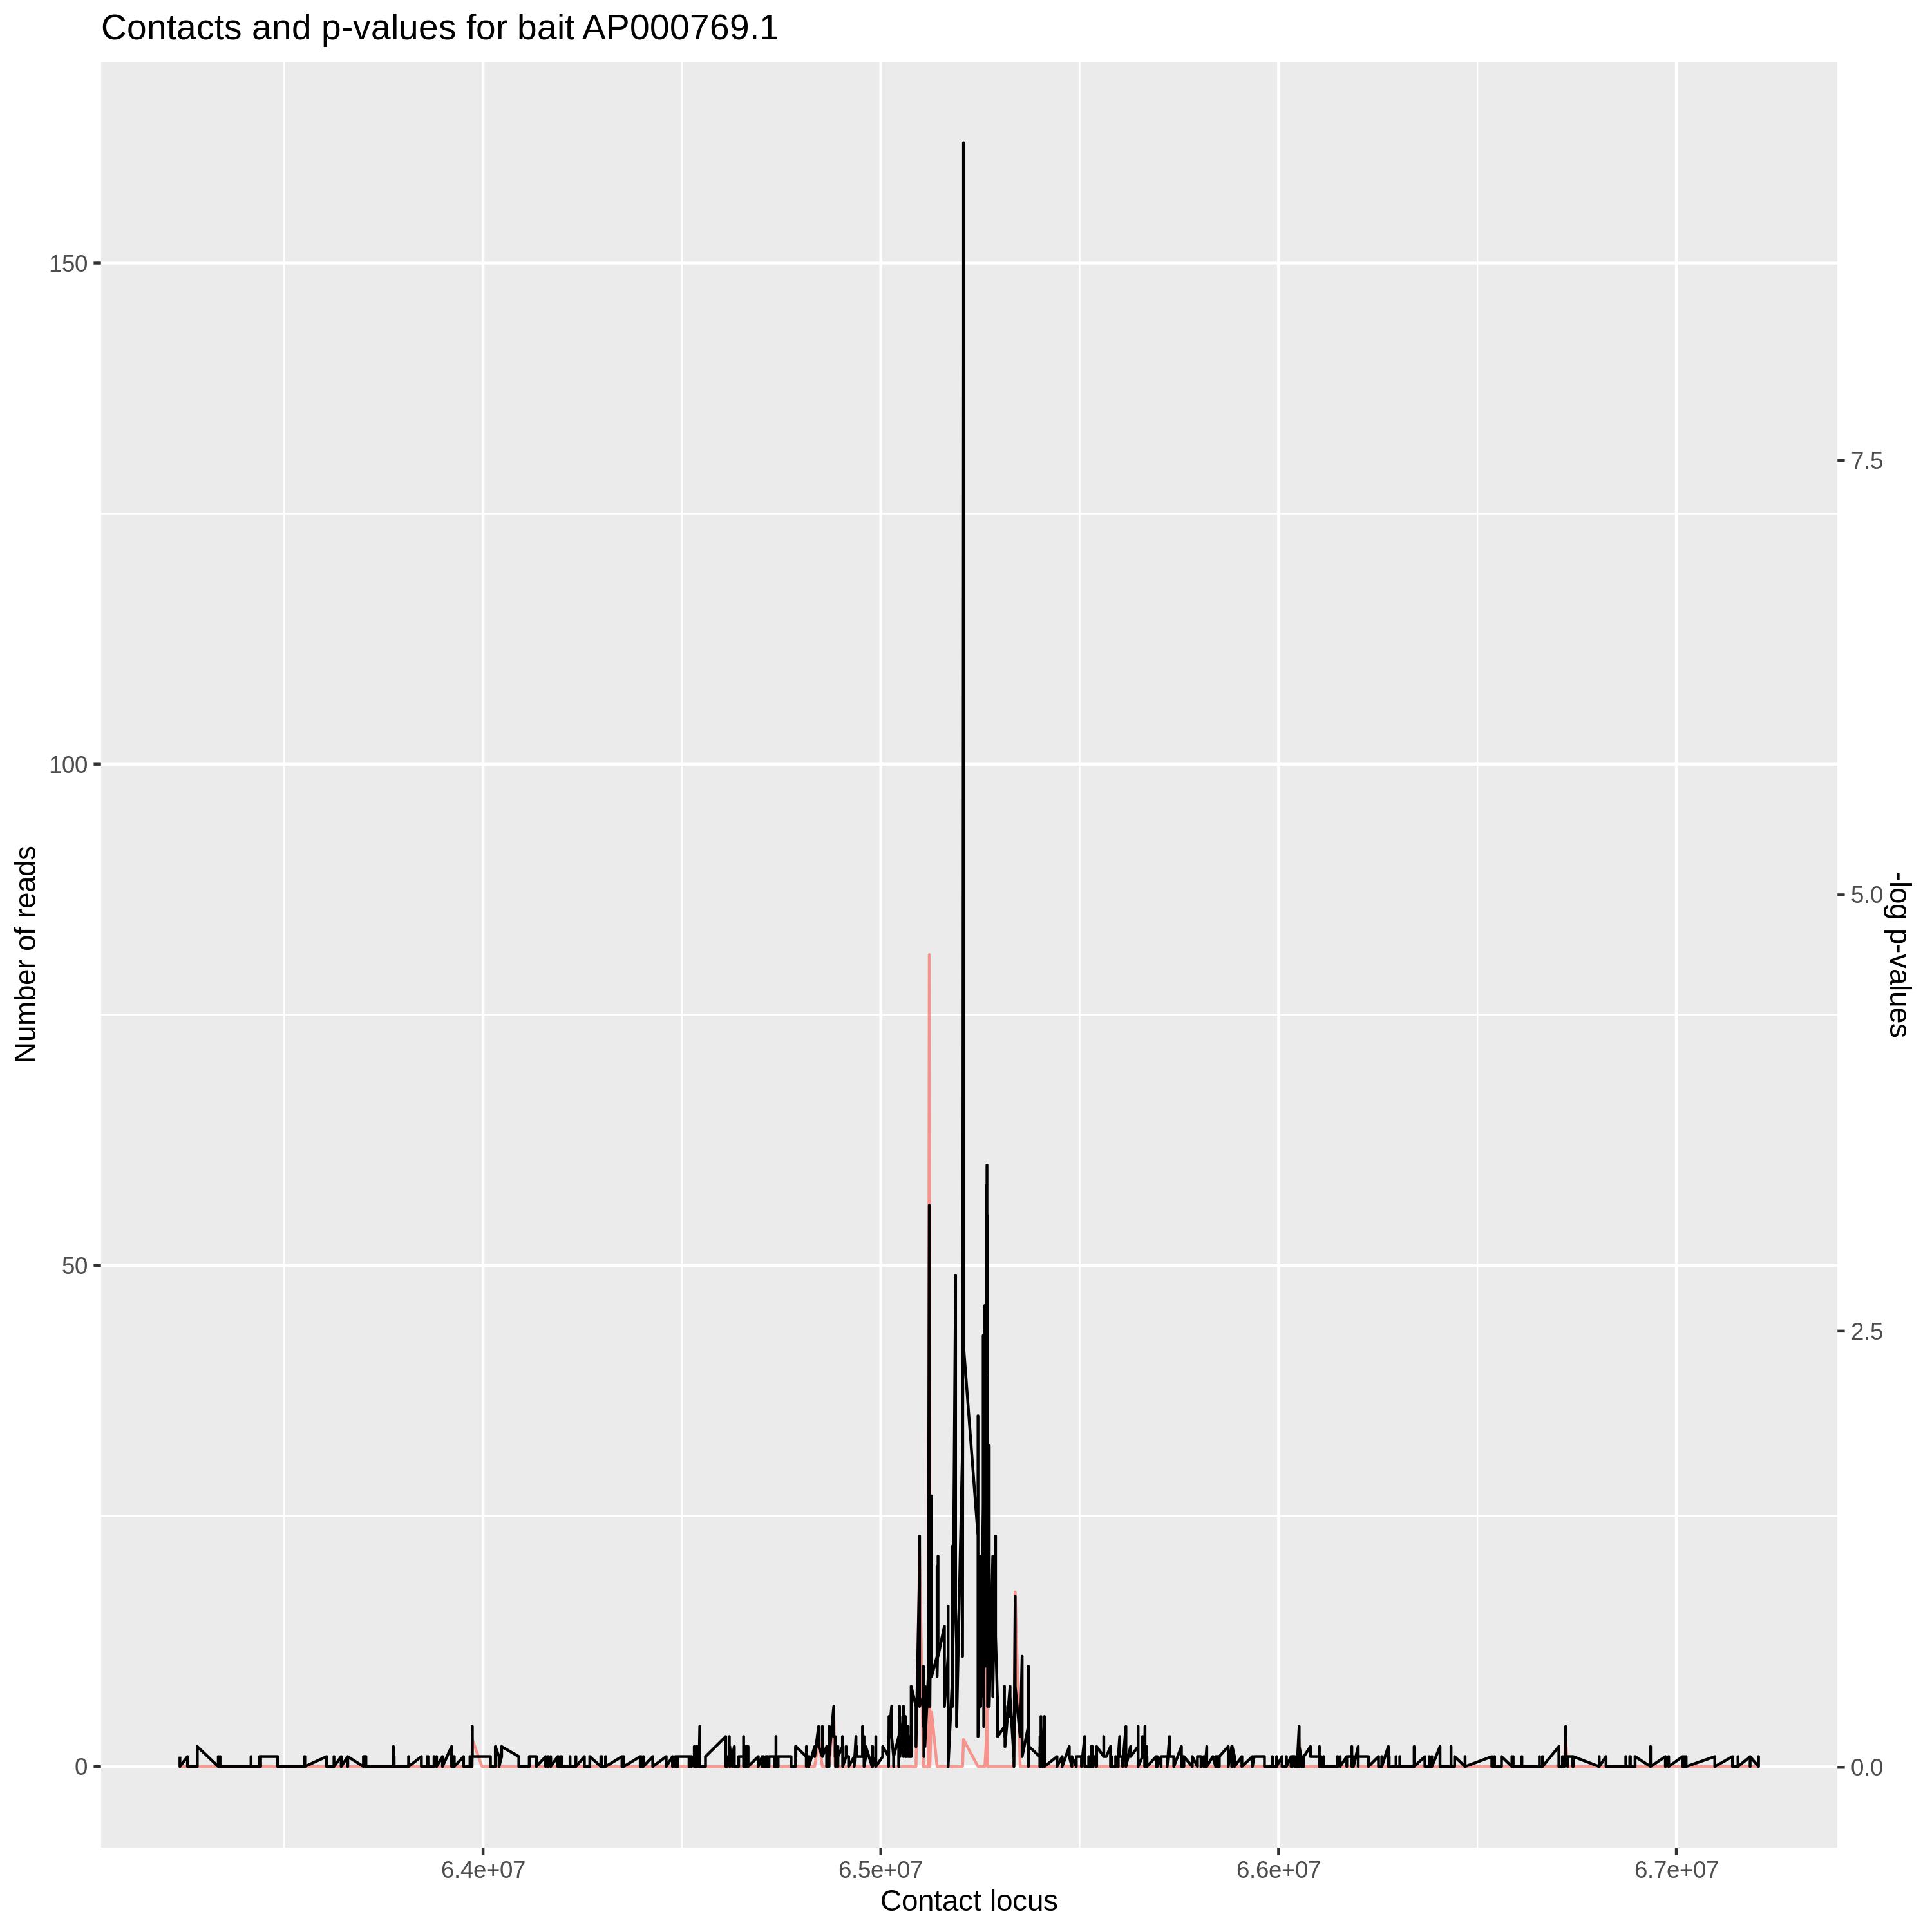 Contacts and p-values for bait AP000769.1
150
100
50
0
Number of reads
7.5
5.0
2.5
0.0
-log p-values
6.4e+07 6.5e+07 6.6e+07 6.7e+07
Contact locus